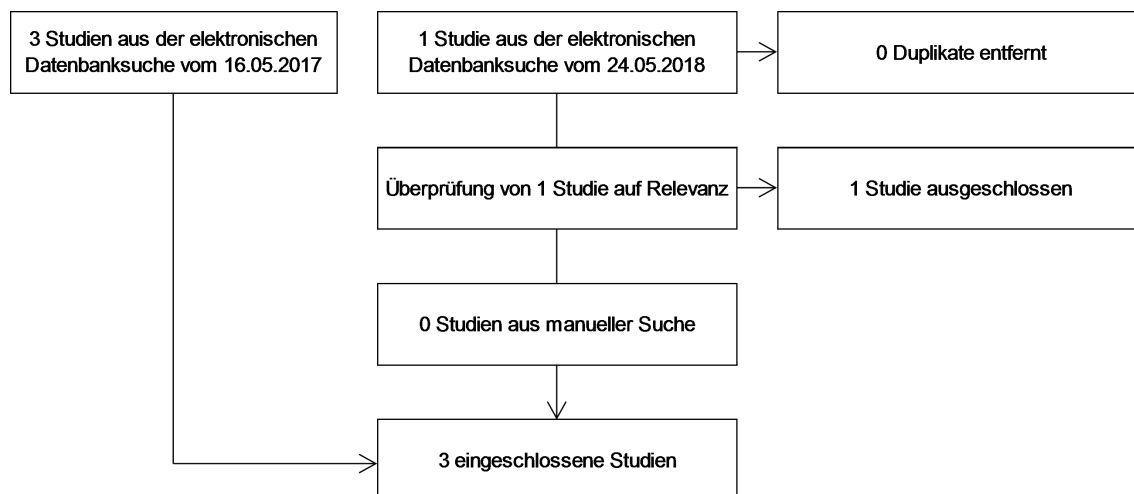 3 Studien aus der elektronischen
Datenbanksuche vom 16.05.2017
1 Studie aus der elektronischen
Datenbanksuche vom 24.05.2018
0 Duplikate entfernt
Überprüfung von 1 Studie auf Relevanz
1 Studie ausgeschlossen
0 Studien aus manueller Suche
3 eingeschlossene Studien